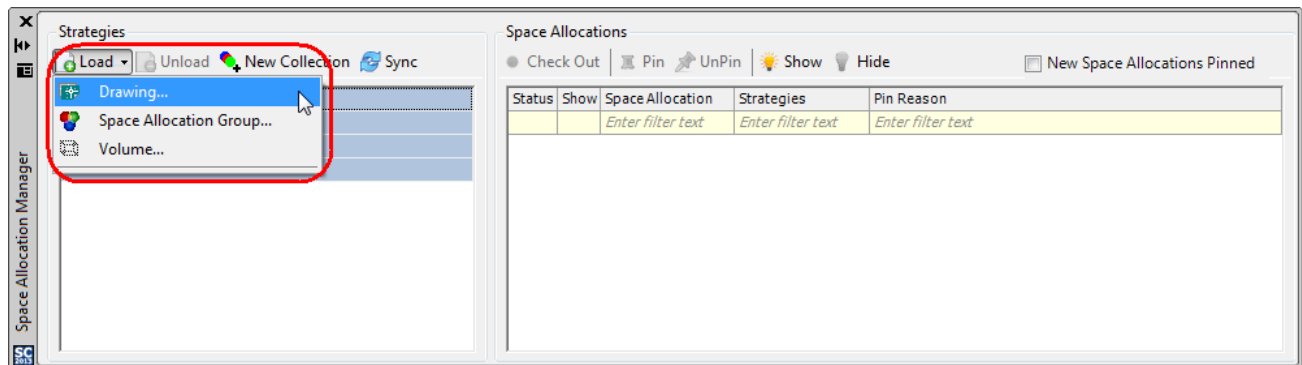 Strategies
Load Unload New Collection Sync
Drawing...
Space Allocation Group...
Volume...
Space Allocations
Check Out Pin UnPin Show Hide New Space Allocations Pinned
Status Show Space Allocation Strategies Pin Reason
Enter filter text Enter filter text Enter filter text
Space Allocation Manager
SC
2013